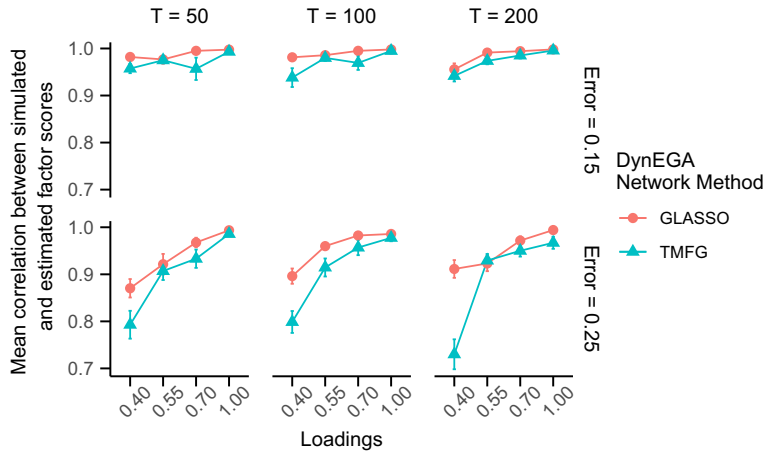 T = 50 T = 100 T = 200
Mean correlation between simulated
and estimated factor scores
1.0
0.9
0.8
0.7
Error = 0.15
1.0
0.9
0.8
0.7
Error = 0.25
DynEGA
Network Method
GLASSO
TMFG
0.40 0.55 0.70 1.00 0.40 0.55 0.70 1.00 0.40 0.55 0.70 1.00
Loadings